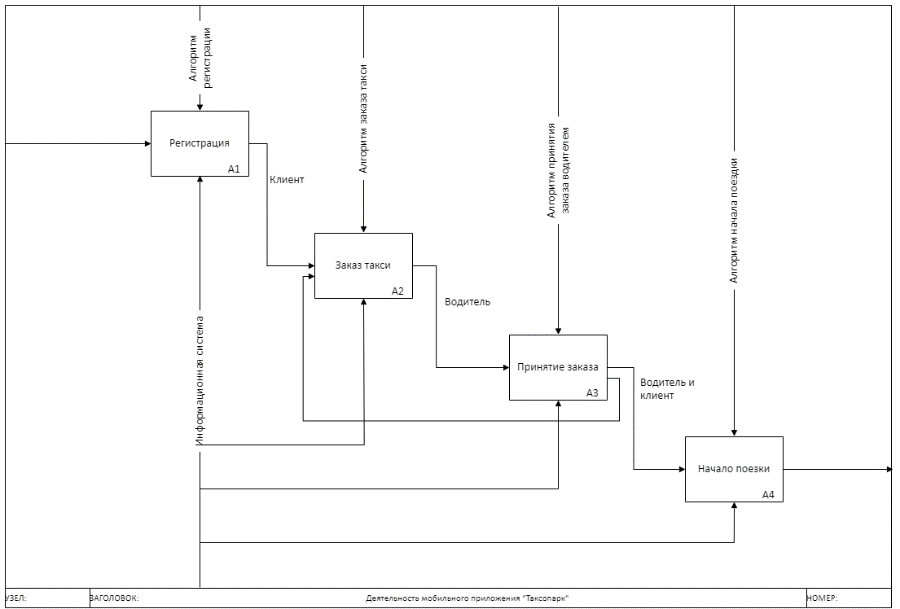 Алгоритм
регистрации
Алгоритм заказа такси
Алгоритм принятия
заказа водителем
Алгоритм начала поездки
Регистрация
A1
Клиент
Заказ такси
A2
Водитель
Информационная система
Принятие заказа
A3
Водитель и
клиент
Начало поезки
A4
УЗЕЛ:
ЗАГОЛОВОК:
Деятельность мобильного приложения "Таксопарк"
НОМЕР: